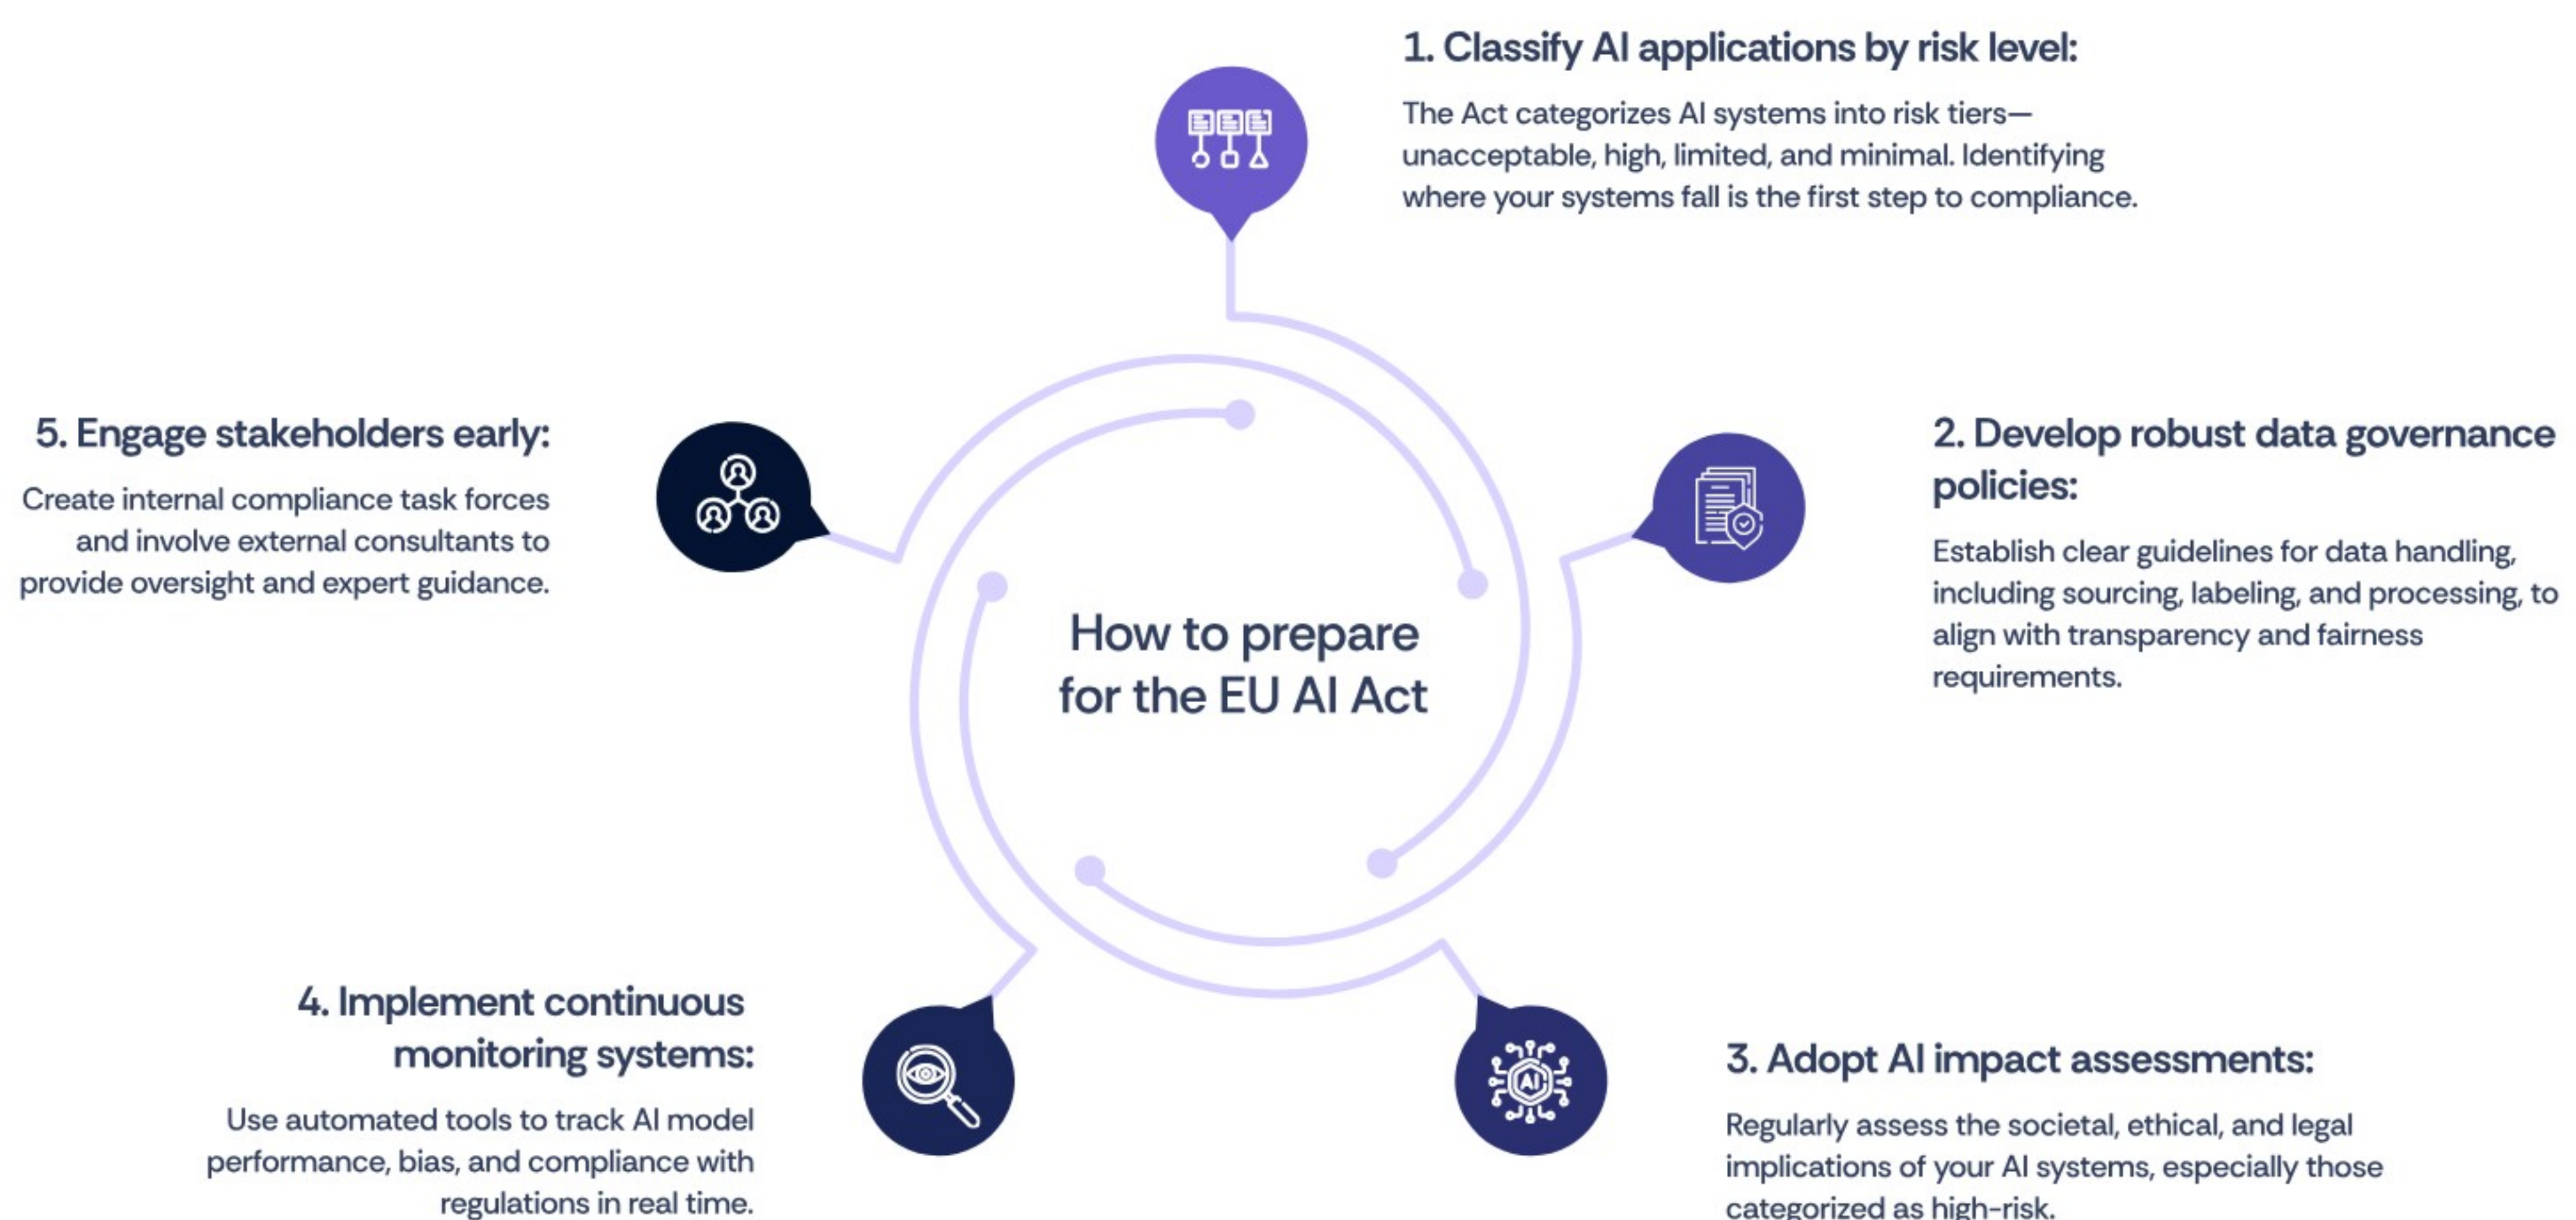 1. Classify AI applications by risk level:
The Act categorizes AI systems into risk tiers—
unacceptable, high, limited, and minimal. Identifying
where your systems fall is the first step to compliance.
2. Develop robust data governance
policies:
Establish clear guidelines for data handling,
including sourcing, labeling, and processing, to
align with transparency and fairness
requirements.
3. Adopt AI impact assessments:
Regularly assess the societal, ethical, and legal
implications of your AI systems, especially those
categorized as high-risk.
4. Implement continuous
monitoring systems:
Use automated tools to track AI model
performance, bias, and compliance with
regulations in real time.
5. Engage stakeholders early:
Create internal compliance task forces
and involve external consultants to
provide oversight and expert guidance.
How to prepare
for the EU AI Act
AI